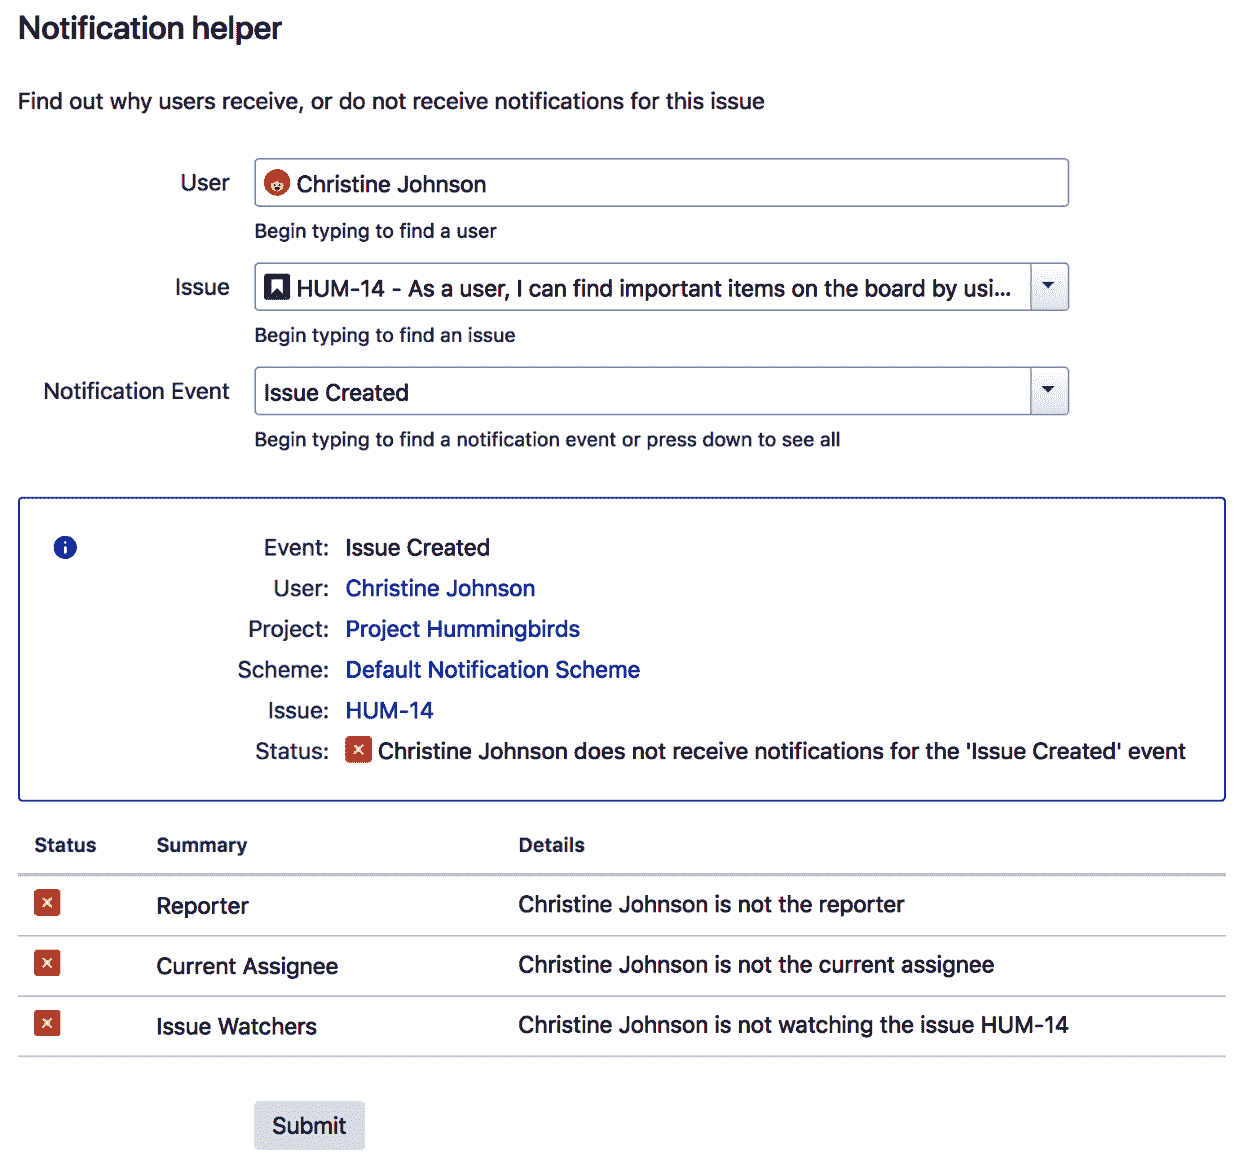 Notification helper
Find out why users receive, or do not receive notifications for this issue
User Christine Johnson
Begin typing to find a user
Issue HUM-14 - As a user, I can find important items on the board by usi...
Begin typing to find an issue
Notification Event Issue Created
Begin typing to find a notification event or press down to see all
Event: Issue Created
User: Christine Johnson
Project: Project Hummingbirds
Scheme: Default Notification Scheme
Issue: HUM-14
Status: Christine Johnson does not receive notifications for the 'Issue Created' event
Status Summary Details
Reporter Christine Johnson is not the reporter
Current Assignee Christine Johnson is not the current assignee
Issue Watchers Christine Johnson is not watching the issue HUM-14
Submit